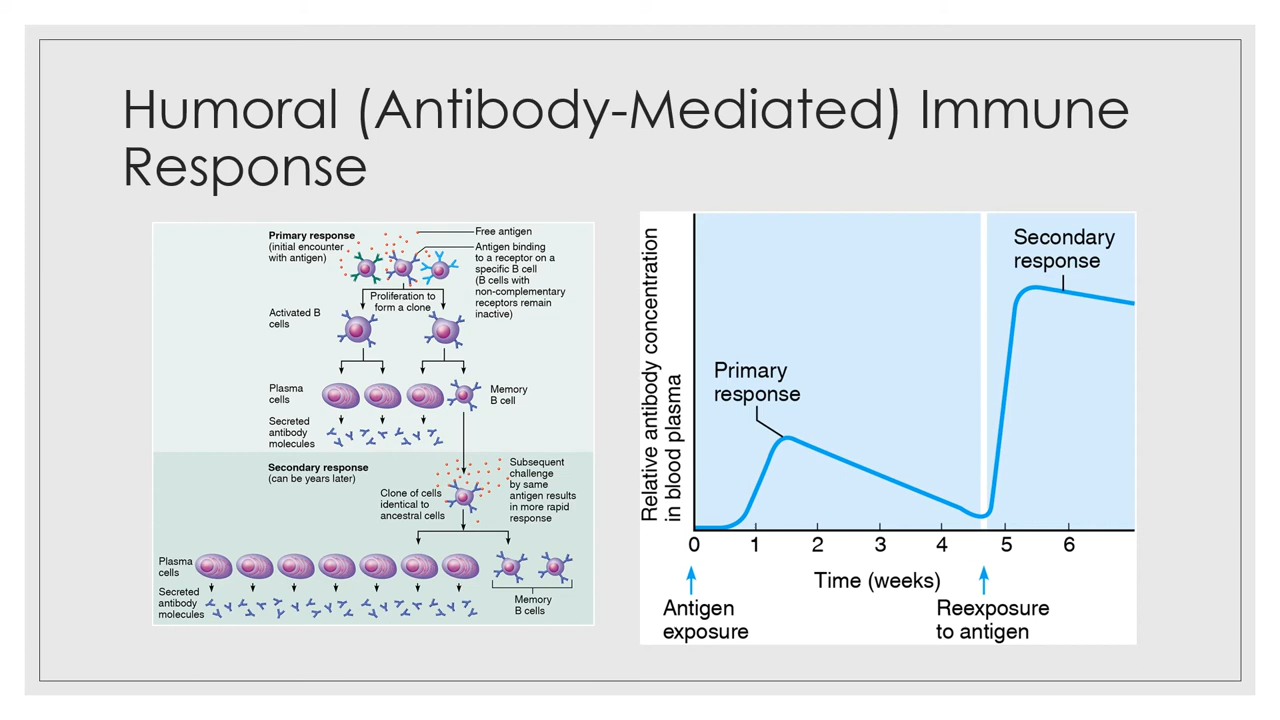 Humoral (Antibody-Mediated) Immune
Response
Primary response
(initial encounter
with antigen)
Free antigen
Antigen binding
to a receptor on a
specific B cell
(B cells with
non-complementary
receptors remain
inactive)
Proliferation to
form a clone
Activated B
cells
Plasma
cells
Memory
B cell
Secreted
antibody
molecules
Secondary response
(can be years later)
Clone of cells
identical to
ancestral cells
Subsequent
challenge
by same
antigen results
in more rapid
response
Plasma
cells
Secreted
antibody
molecules
Memory
B cells
Relative antibody concentration
in blood plasma
Primary
response
Secondary
response
0 1 2 3 4 5 6
Time (weeks)
Antigen
exposure
Reexposure
to antigen